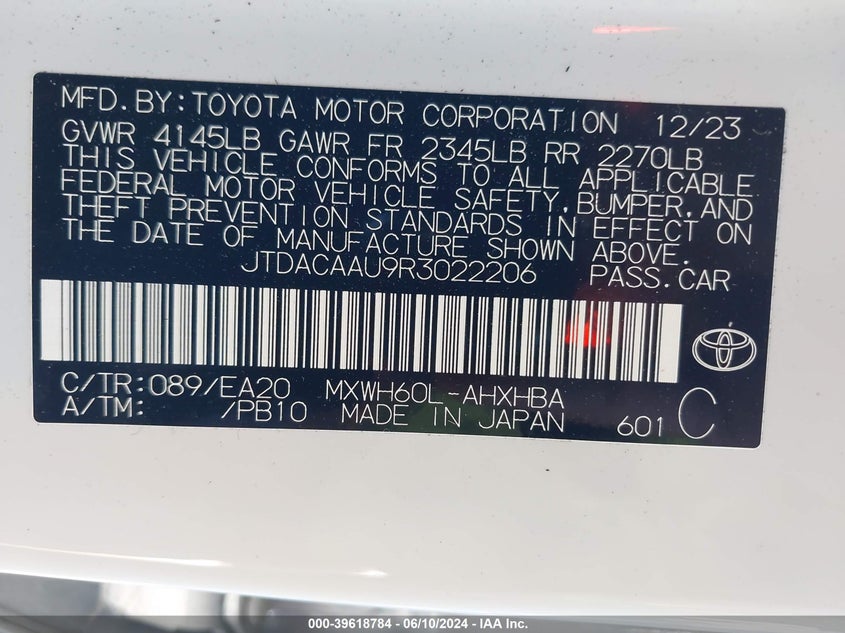 MFD.BY:TOYOTA MOTOR CORPORATION 12/23
GVWR 4145LB GAWR FR 2345LB RR 2270LB
THIS VEHICLE CONFORMS TO ALL APPLICABLE
FEDERAL MOTOR VEHICLE SAFETY,BUMPER,AND
THEFT PREVENTION STANDARDS IN EFFECT ON
THE DATE OF MANUFACTURE SHOWN ABOVE.
JTDACAAU9R3022206 PASS.CAR
C/TR:089/EA20 MXWH60L-AHXHBA
A/TM: /PB10 MADE IN JAPAN 601 C
000-39618784 - 06/10/2024 - IAA Inc.